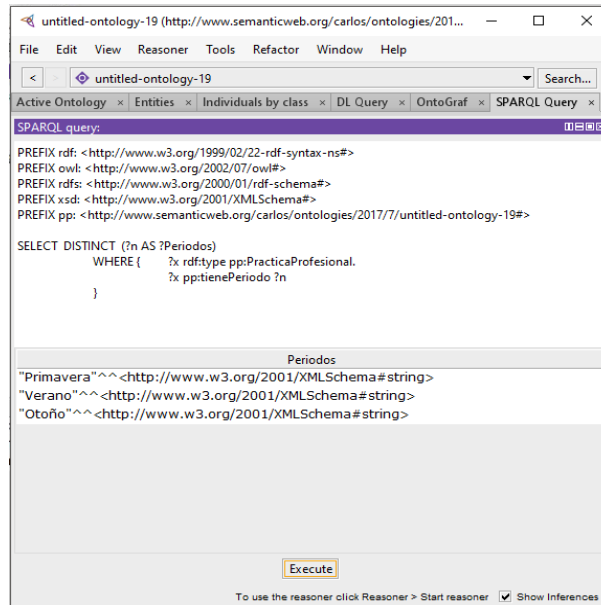 untitled-ontology-19 (http://www.semanticweb.org/carlos/ontologies/201...
File Edit View Reasoner Tools Refactor Window Help
< > untitled-ontology-19 Search...
Active Ontology × Entities × Individuals by class × DL Query × OntoGraf × SPARQL Query ×
SPARQL query:
PREFIX rdf: <http://www.w3.org/1999/02/22-rdf-syntax-ns#>
PREFIX owl: <http://www.w3.org/2002/07/owl#>
PREFIX rdfs: <http://www.w3.org/2000/01/rdf-schema#>
PREFIX xsd: <http://www.w3.org/2001/XMLSchema#>
PREFIX pp: <http://www.semanticweb.org/carlos/ontologies/2017/7/untitled-ontology-19#>
SELECT DISTINCT (?n AS ?Periodos)
WHERE { ?x rdf:type pp:PracticaProfesional.
?x pp:tienePeriodo ?n
}
Periodos
"Primavera"^^<http://www.w3.org/2001/XMLSchema#string>
"Verano"^^<http://www.w3.org/2001/XMLSchema#string>
"Otoño"^^<http://www.w3.org/2001/XMLSchema#string>
Execute
To use the reasoner click Reasoner > Start reasoner Show Inferences